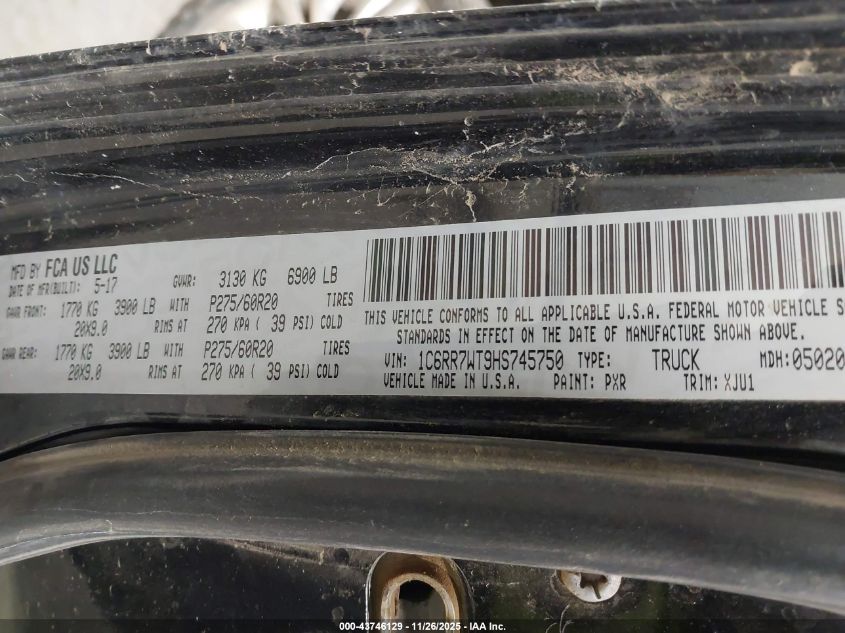 MFD BY FCA US LLC
DATE OF MFR(BUILT): 5-17 GVWR: 3130 KG 6900 LB
GAWR FRONT: 1770 KG 3900 LB WITH P275/60R20 TIRES
20X9.0 RIMS AT 270 KPA ( 39 PSI) COLD
GAWR REAR: 1770 KG 3900 LB WITH P275/60R20 TIRES
20X9.0 RIMS AT 270 KPA ( 39 PSI) COLD
THIS VEHICLE CONFORMS TO ALL APPLICABLE U.S.A. FEDERAL MOTOR VEHICLE S
STANDARDS IN EFFECT ON THE DATE OF MANUFACTURE SHOWN ABOVE.
VIN: 1C6RR7WT9HS745750 TYPE: TRUCK MDH:05020
VEHICLE MADE IN U.S.A. PAINT: PXR TRIM: XJU1
000-43746129 - 11/26/2025 - IAA Inc.